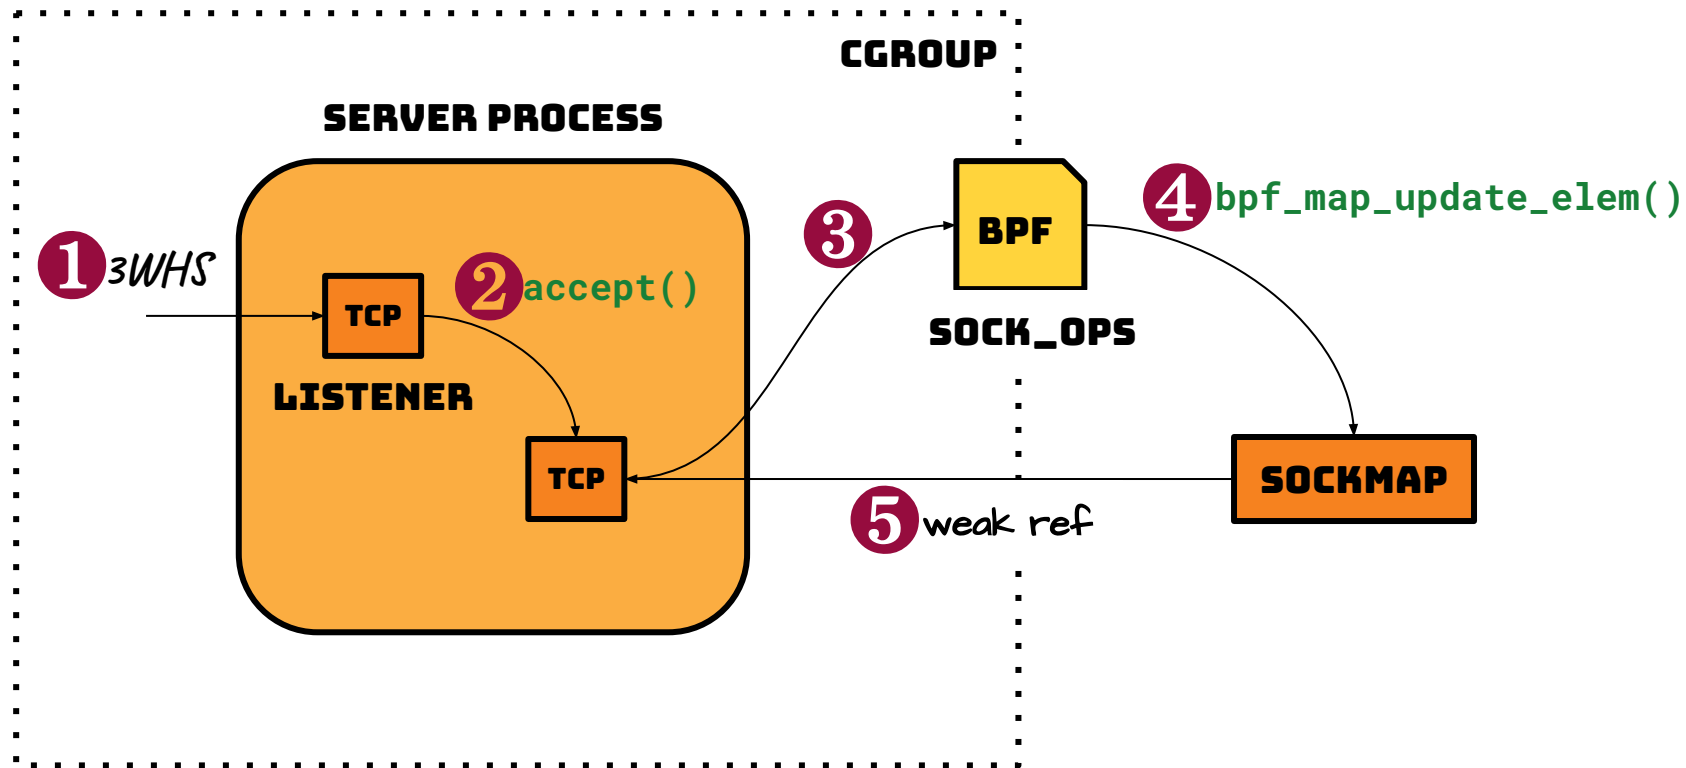 CGROUP
SERVER PROCESS
1 3WHS
TCP
LISTENER
2 accept()
TCP
3
BPF
SOCK_OPS
4 bpf_map_update_elem()
SOCKMAP
5 weak ref